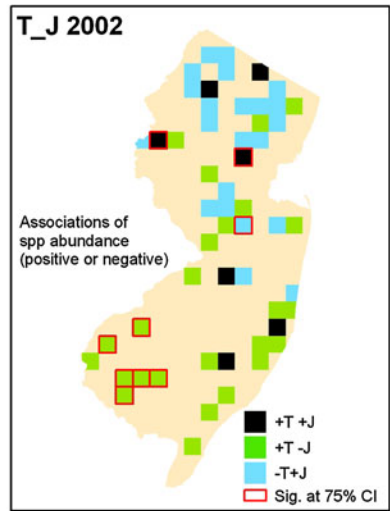 T_J 2002
Associations of
spp abundance
(positive or negative)
+T +J
+T -J
-T+J
Sig. at 75% CI